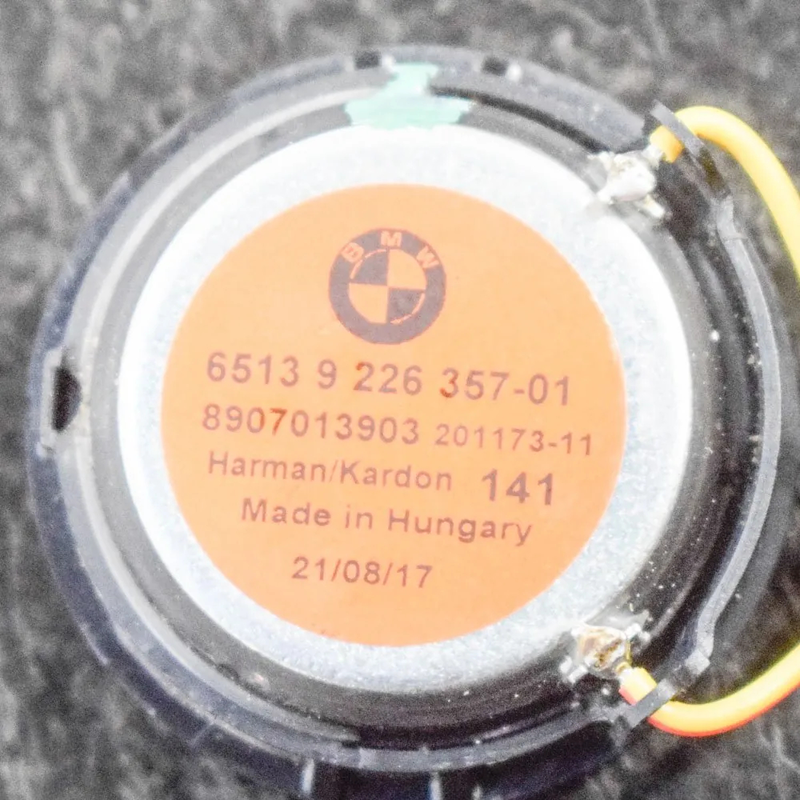 BMW
6513 9 226 357-01
8907013903 201173-11
Harman/Kardon 141
Made in Hungary
21/08/17